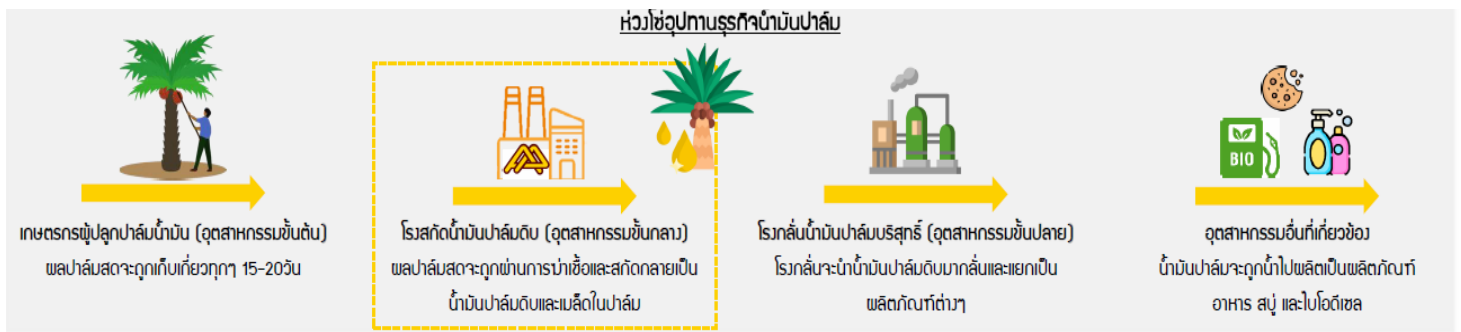 ห่วงโซ่อุปทานธุรกิจน้ำมันปาล์ม
เกษตรกรผู้ปลูกปาล์มน้ำมัน (อุตสาหกรรมขั้นต้น)
ผลปาล์มสดจะถูกเก็บเกี่ยวทุกๆ 15-20วัน
โรงสกัดน้ำมันปาล์มดิบ (อุตสาหกรรมขั้นกลาง)
ผลปาล์มสดจะถูกผ่านการฆ่าเชื้อและสกัดกลายเป็น
น้ำมันปาล์มดิบและเมล็ดในปาล์ม
โรงกลั่นน้ำมันปาล์มบริสุทธิ์ (อุตสาหกรรมขั้นปลาย)
โรงกลั่นจะนำน้ำมันปาล์มดิบมากลั่นและแยกเป็น
ผลิตภัณฑ์ต่างๆ
BIO
อุตสาหกรรมอื่นที่เกี่ยวข้อง
น้ำมันปาล์มจะถูกน้ำไปผลิตเป็นผลิตภัณฑ์
อาหาร สบู่ และไบโอดีเซล